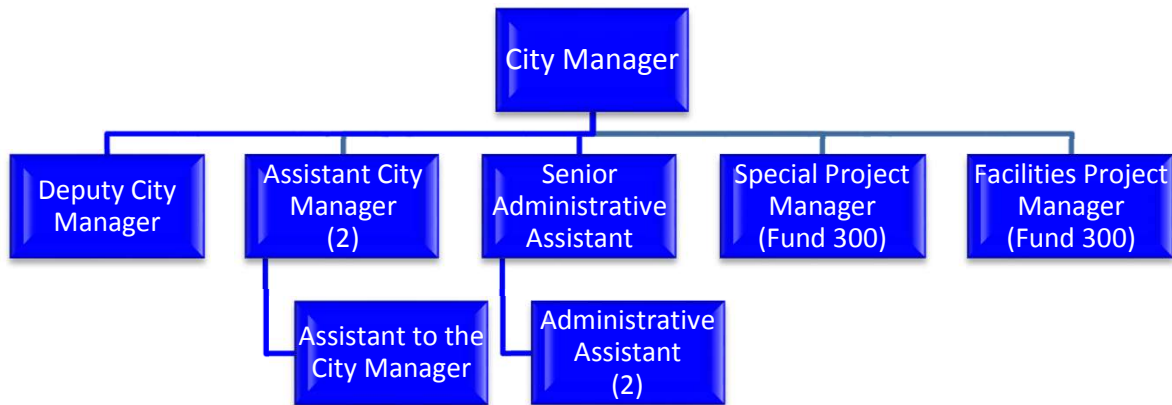 City Manager
Deputy City
Manager
Assistant City
Manager
(2)
Senior
Administrative
Assistant
Special Project
Manager
(Fund 300)
Facilities Project
Manager
(Fund 300)
Assistant to the
City Manager
Administrative
Assistant
(2)